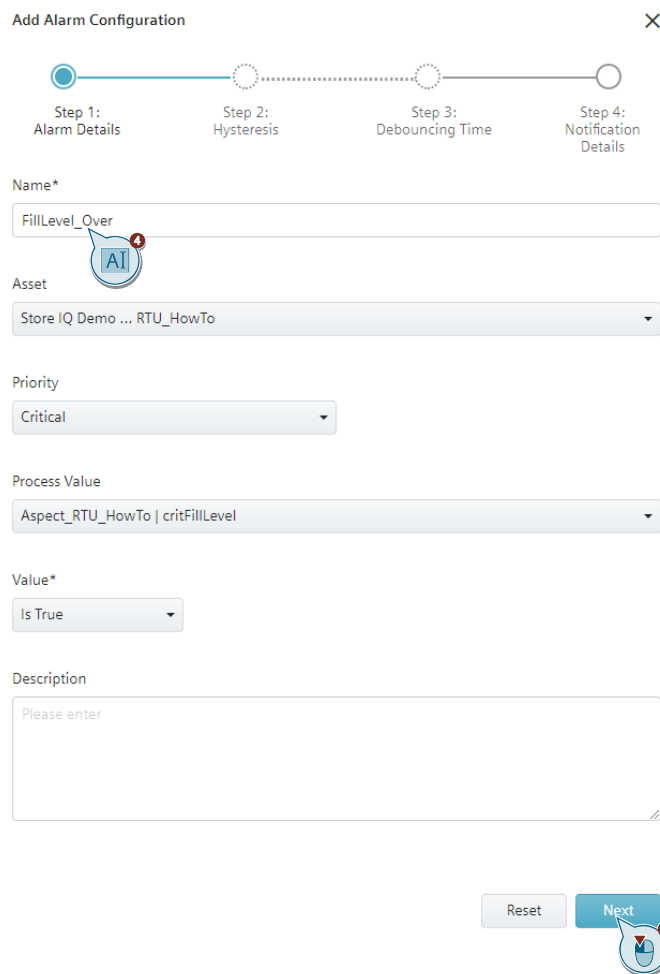 Add Alarm Configuration
Step 1:
Alarm Details
Step 2:
Hysteresis
Step 3:
Debouncing Time
Step 4:
Notification
Details
Name*
FillLevel_Over
4
AI
Asset
Store IQ Demo ... RTU_HowTo
Priority
Critical
Process Value
Aspect_RTU_HowTo | critFillLevel
Value*
Is True
Description
Please enter
Reset
Next